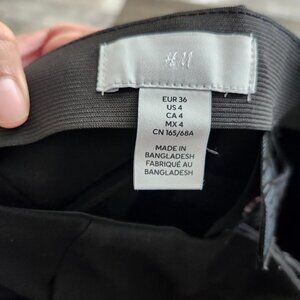 H&M
EUR 36
US 4
CA 4
MX 4
CN 165/68A
MADE IN
BANGLADESH
FABRIQUÉ AU
BANGLADESH